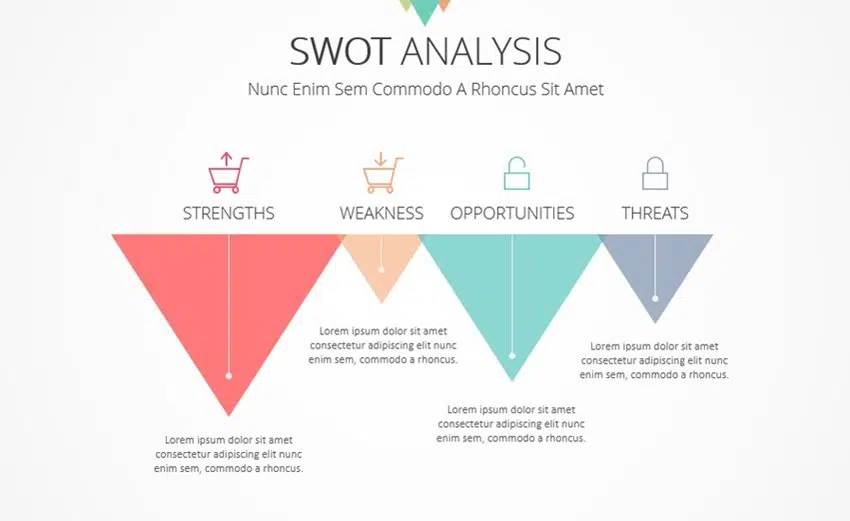 SWOT ANALYSIS
Nunc Enim Sem Commodo A Rhoncus Sit Amet
STRENGTHS
WEAKNESS
OPPORTUNITIES
THREATS
Lorem ipsum dolor sit amet
consectetur adipiscing elit nunc
enim sem, commodo a rhoncus.
Lorem ipsum dolor sit amet
consectetur adipiscing elit nunc
enim sem, commodo a rhoncus.
Lorem ipsum dolor sit amet
consectetur adipiscing elit nunc
enim sem, commodo a rhoncus.
Lorem ipsum dolor sit amet
consectetur adipiscing elit nunc
enim sem, commodo a rhoncus.